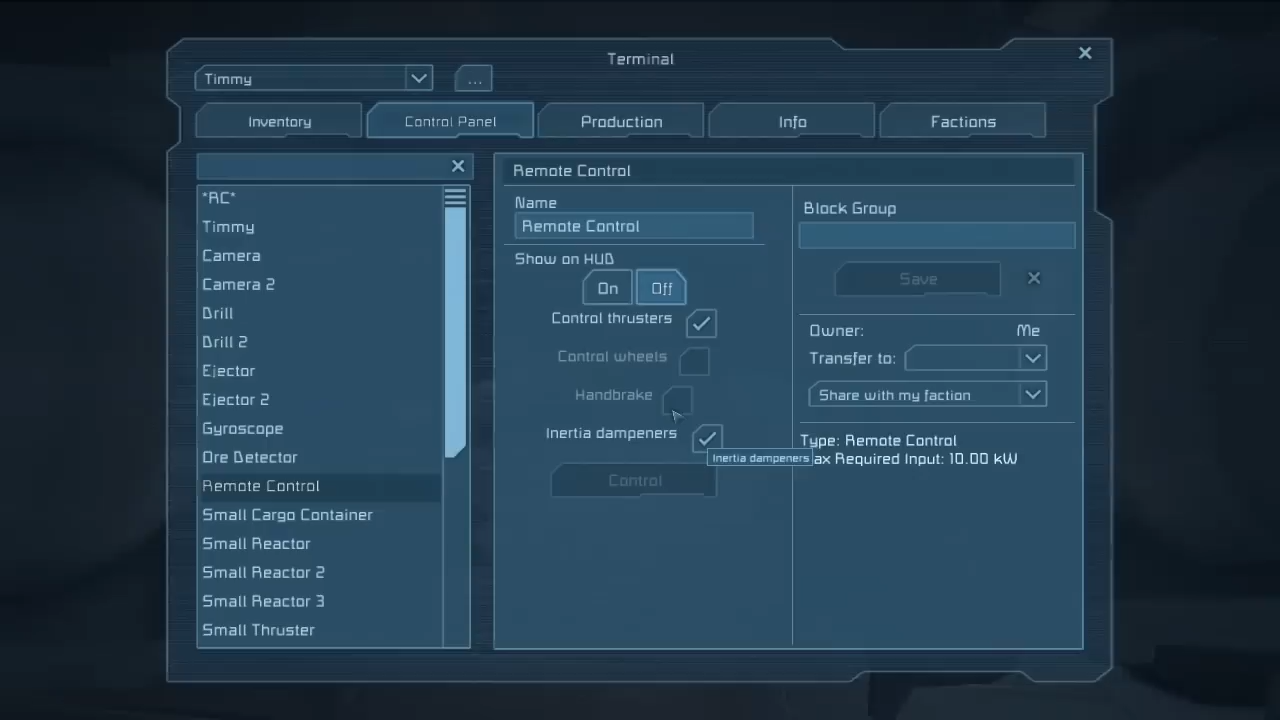 Terminal
Timmy
...
Inventory
Control Panel
Production
Info
Factions
*RC*
Timmy
Camera
Camera 2
Drill
Drill 2
Ejector
Ejector 2
Gyroscope
Ore Detector
Remote Control
Small Cargo Container
Small Reactor
Small Reactor 2
Small Reactor 3
Small Thruster
Remote Control
Name
Remote Control
Show on HUD
On
Off
Control thrusters
Control wheels
Handbrake
Inertia dampeners
Inertia dampeners
Control
Block Group
Save
Owner: Me
Transfer to:
Share with my faction
Type: Remote Control
ax Required Input: 10.00 kW